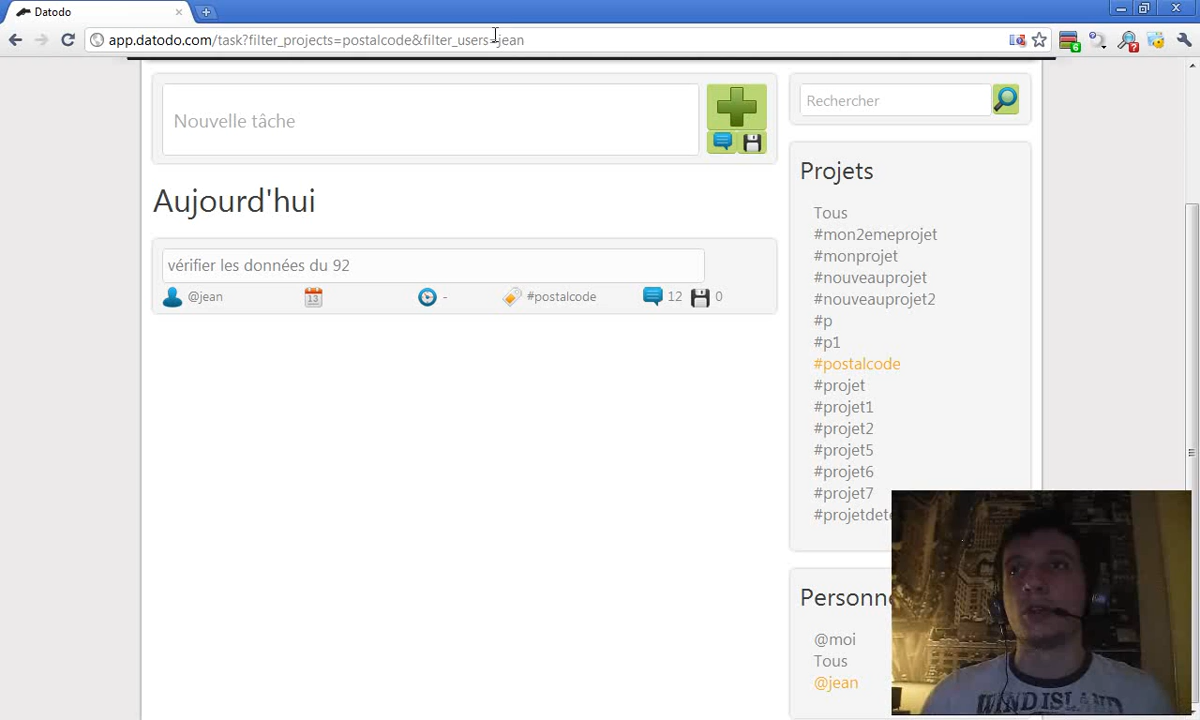 Datodo
app.datodo.com/task?filter_projects=postalcode&filter_users=jean
6
Nouvelle tâche
Rechercher
Projets
Aujourd'hui
Tous
#mon2emeprojet
#monprojet
#nouveauprojet
#nouveauprojet2
#p
#p1
#postalcode
#projet
#projet1
#projet2
#projet5
#projet6
#projet7
vérifier les données du 92
@jean
13
-
#postalcode
12
0
@moi
Tous
@jean